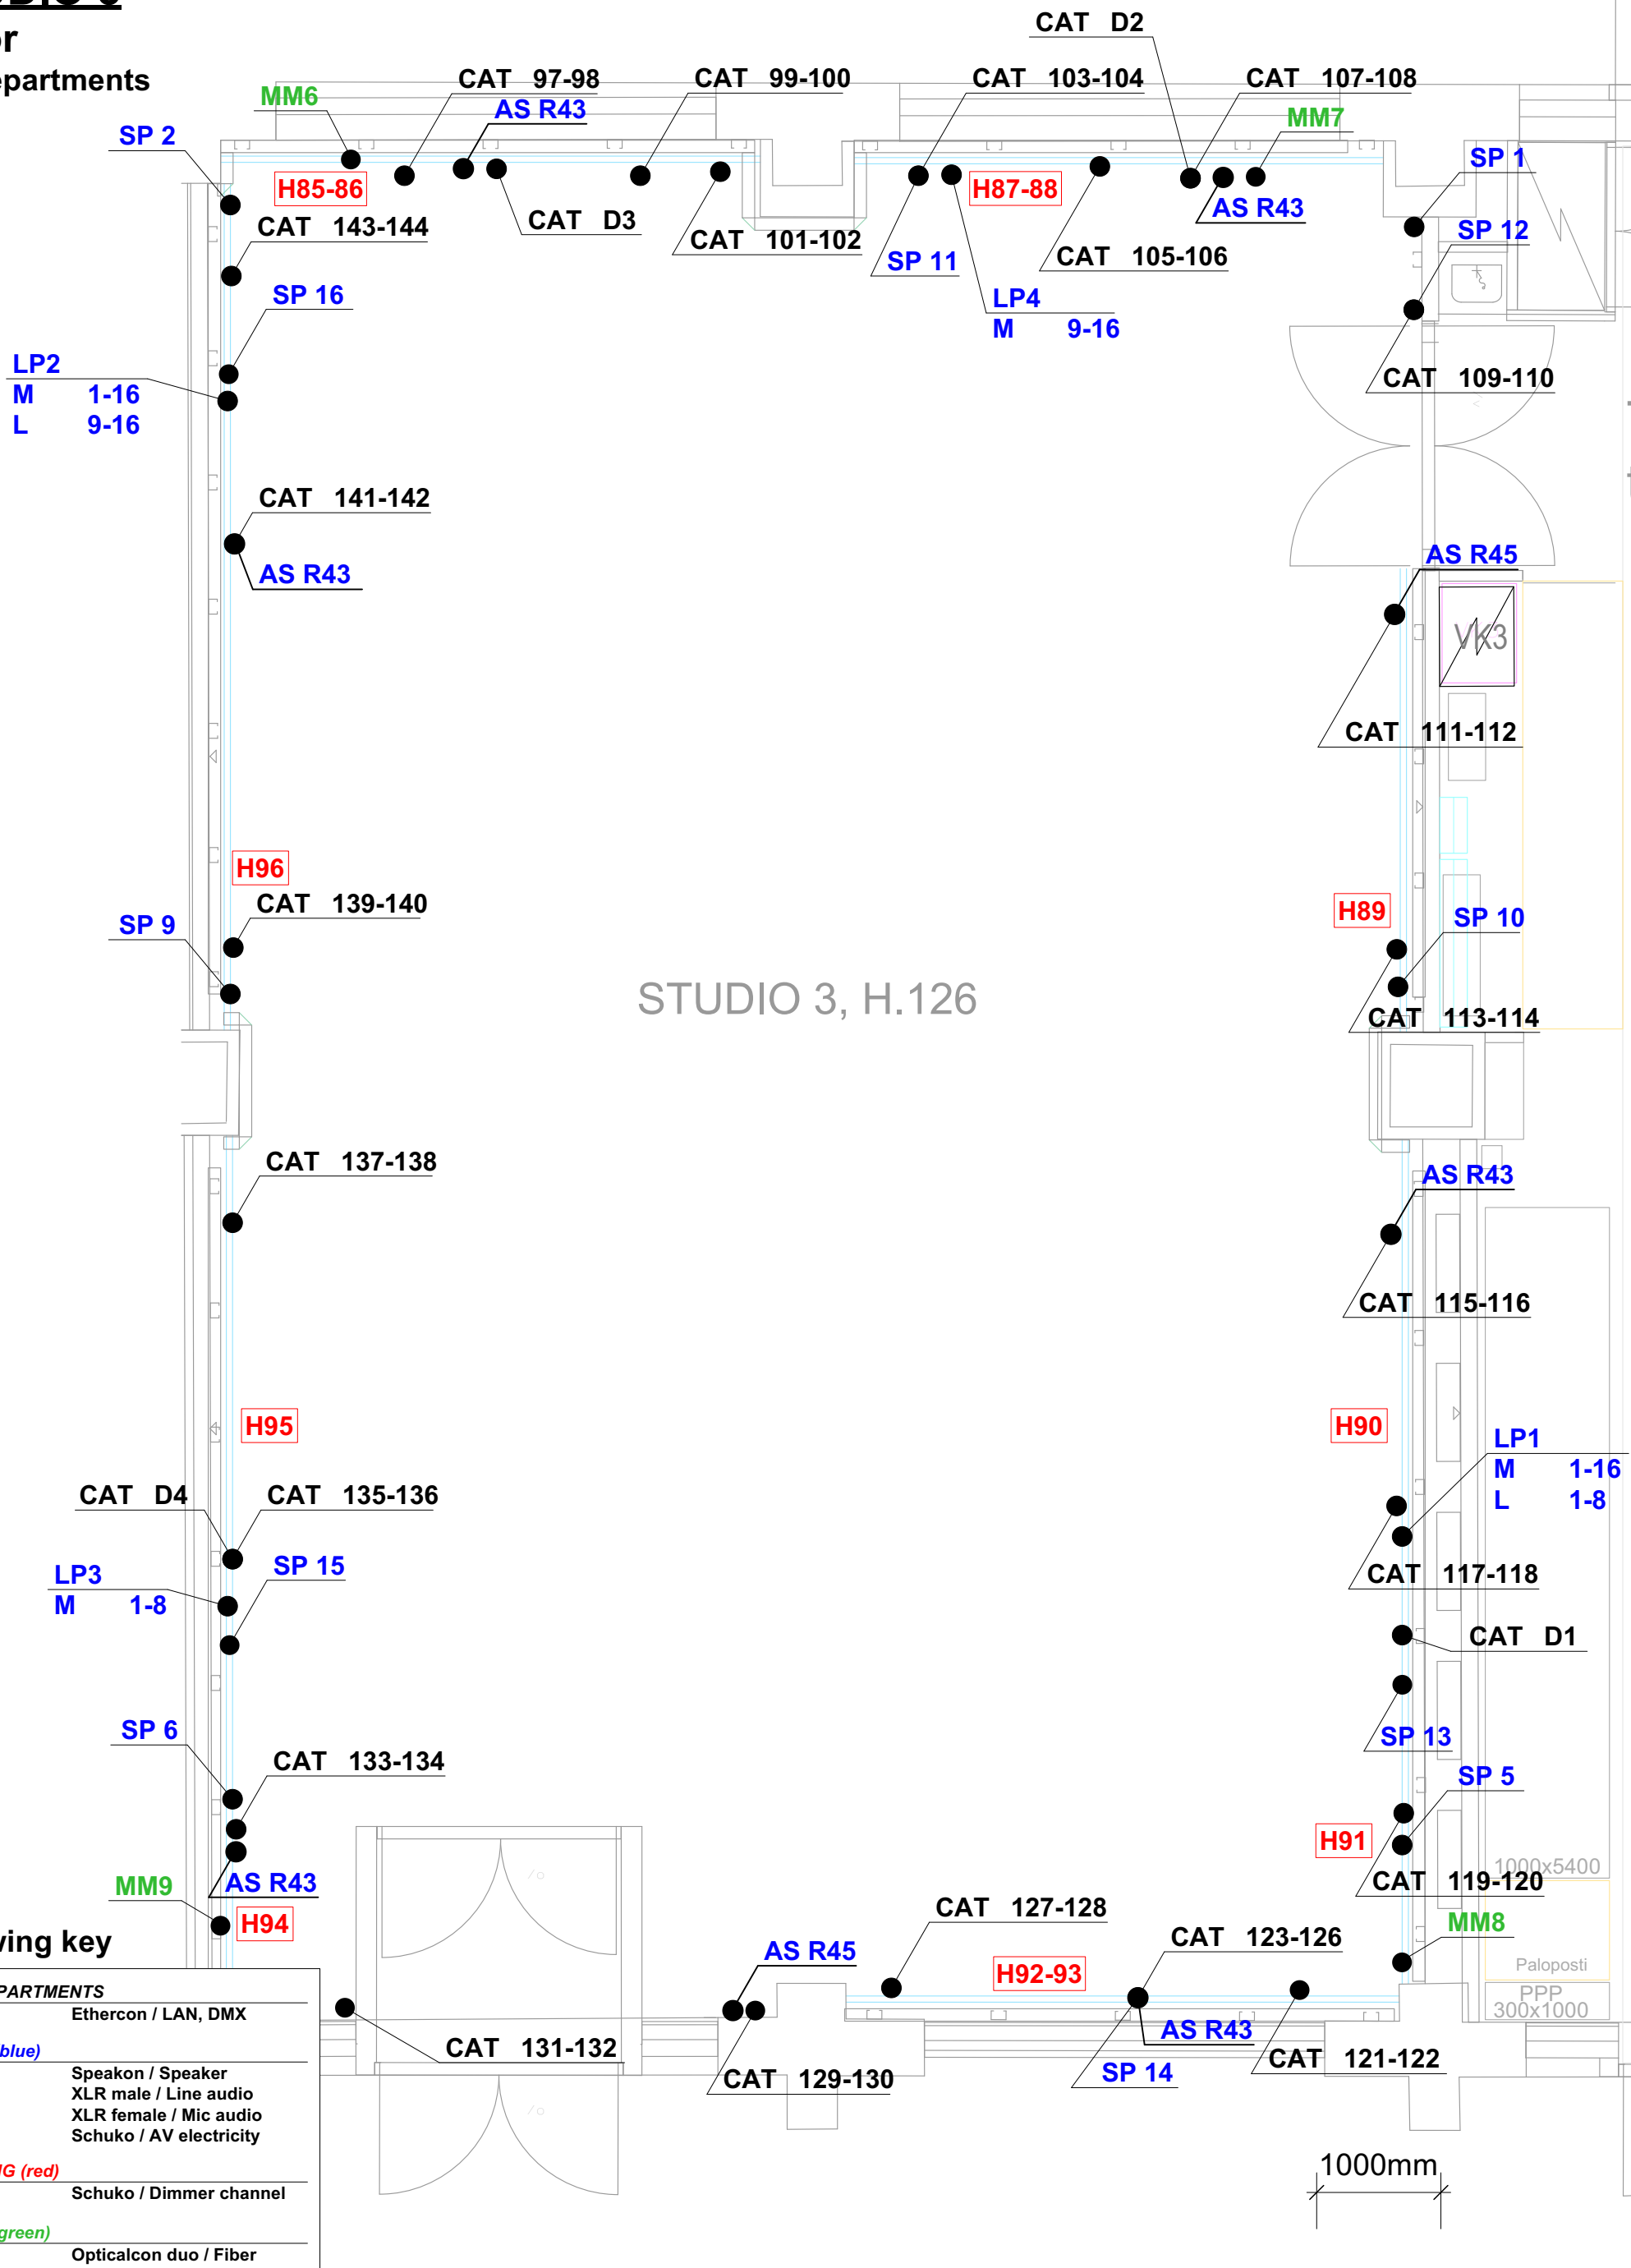 CAT D2
CAT 97-98
CAT 99-100
CAT 103-104
CAT 107-108
MM6
AS R43
MM7
SP 2
SP 1
H85-86
H87-88
AS R43
CAT 143-144
CAT D3
CAT 101-102
SP 11
CAT 105-106
SP 12
SP 16
LP4
M 9-16
LP2
M 1-16
L 9-16
CAT 109-110
CAT 141-142
AS R43
AS R45
VK3
CAT 111-112
H96
CAT 139-140
SP 9
H89
SP 10
STUDIO 3, H.126
CAT 113-114
CAT 137-138
AS R43
CAT 115-116
H95
H90
LP1
M 1-16
L 1-8
CAT D4
CAT 135-136
LP3
M 1-8
SP 15
CAT 117-118
CAT D1
SP 6
CAT 133-134
SP 13
SP 5
H91
1000x5400
CAT 119-120
MM9
AS R43
H94
CAT 127-128
CAT 123-126
MM8
AS R45
H92-93
Paloposti
PPP
300x1000
CAT 131-132
CAT 129-130
AS R43
SP 14
CAT 121-122
1000mm
key
Ethercon / LAN, DMX
blue)
Speakon / Speaker
XLR male / Line audio
XLR female / Mic audio
Schuko / AV electricity
(red)
Schuko / Dimmer channel
green)
Opticalcon duo / Fiber